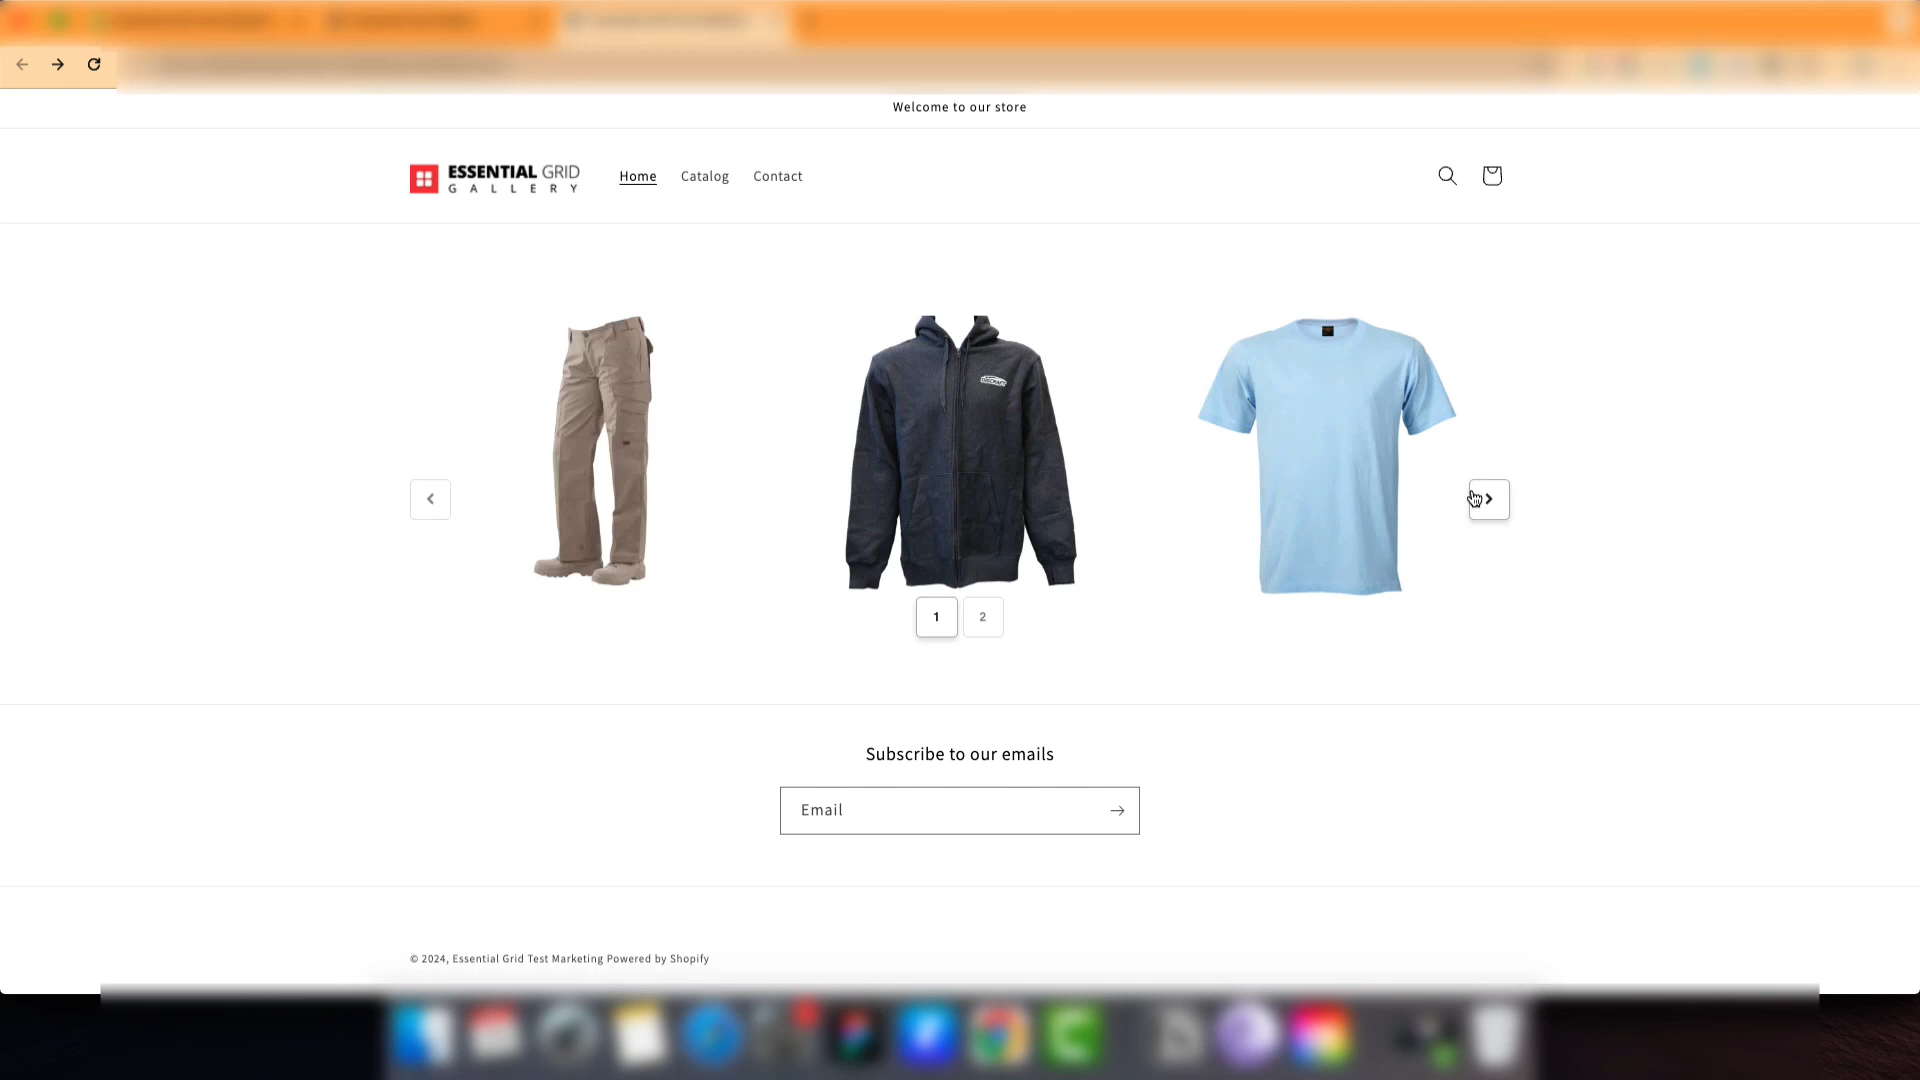 Welcome to our store
ESSENTIAL GRID
GALLERY
Home
Catalog
Contact
1
2
Subscribe to our emails
Email
© 2024, Essential Grid Test Marketing Powered by Shopify